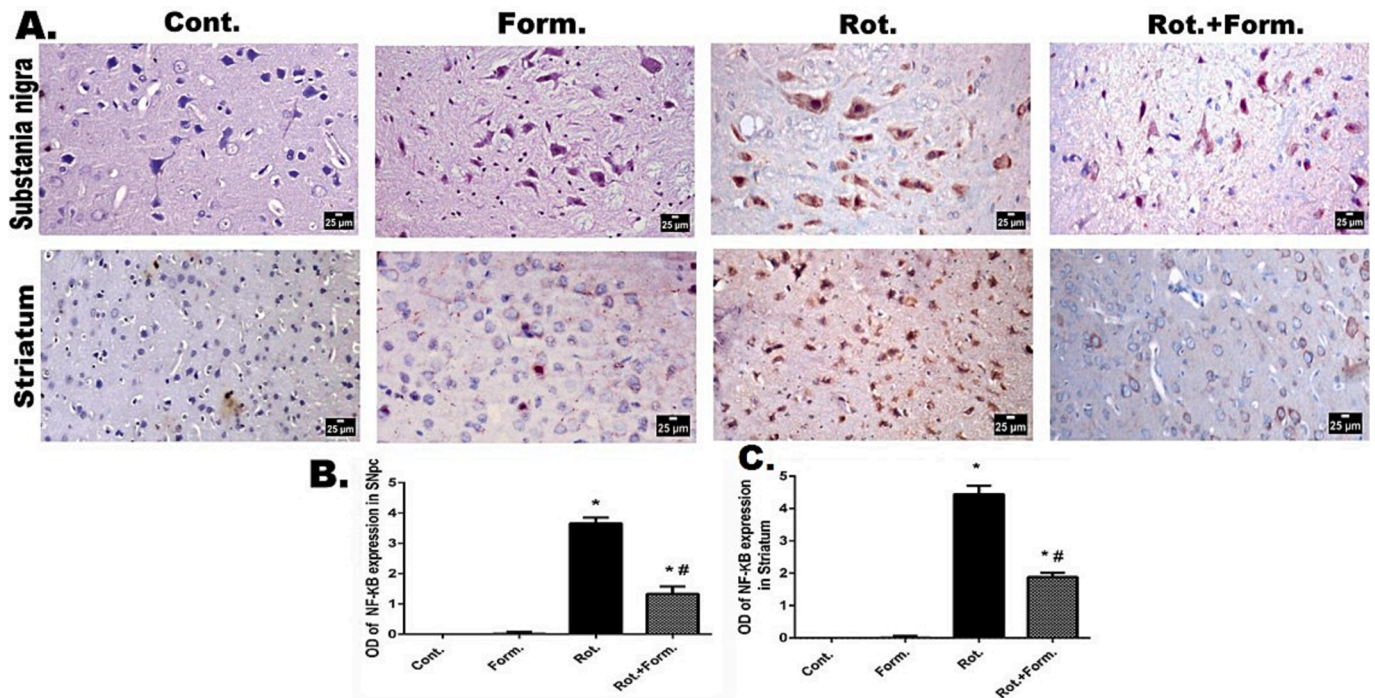 A. Cont. Form. Rot. Rot.+Form.
Substania nigra
25 µm 25 µm 25 µm 25 µm
Striatum
25 µm 25 µm 25 µm 25 µm
B.
OD of NF-KB expression in SNpc
5
4
3
2
1
0
*
* #
Cont. Form. Rot. Rot.+Form.
C.
OD of NF-KB expression
in Striatum
5
4
3
2
1
0
*
* #
Cont. Form. Rot. Rot.+Form.